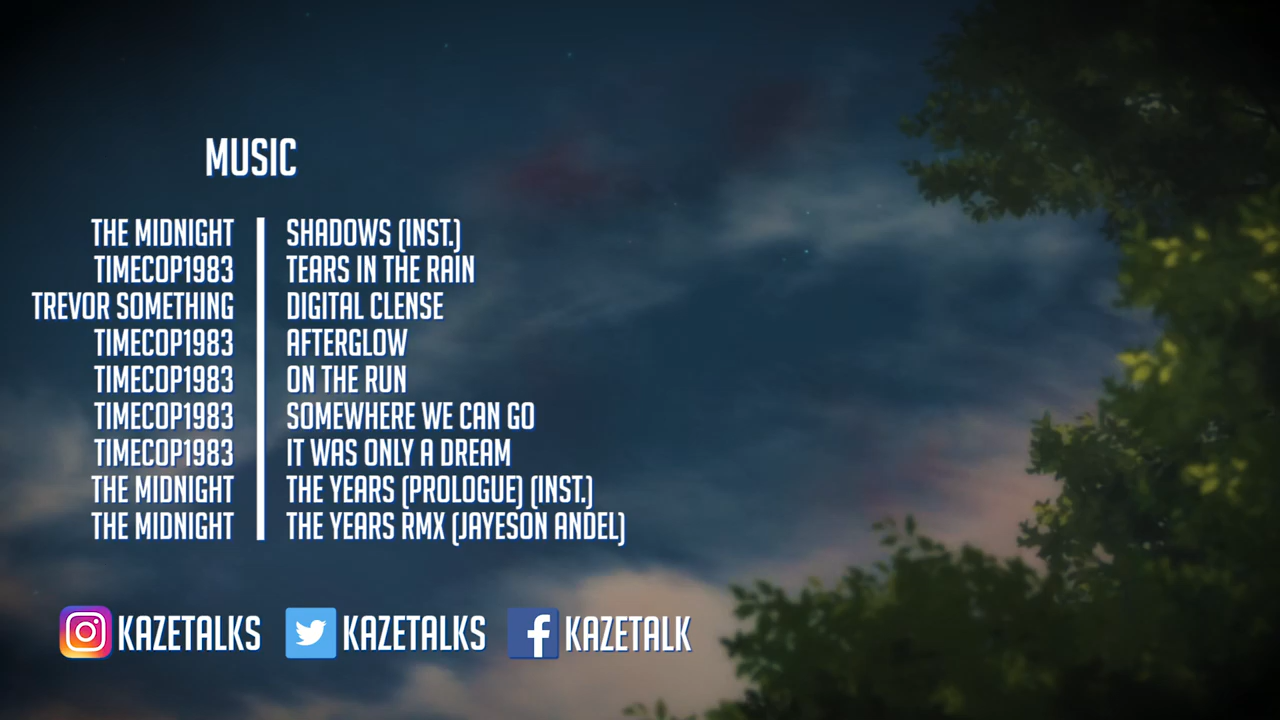 MUSIC
THE MIDNIGHT SHADOWS (INST.)
TIMECOP1983 TEARS IN THE RAIN
TREVOR SOMETHING DIGITAL CLENSE
TIMECOP1983 AFTERGLOW
TIMECOP1983 ON THE RUN
TIMECOP1983 SOMEWHERE WE CAN GO
TIMECOP1983 IT WAS ONLY A DREAM
THE MIDNIGHT THE YEARS (PROLOGUE) (INST.)
THE MIDNIGHT THE YEARS RMX (JAYESON ANDEL)
KAZETALKS KAZETALKS KAZETALK